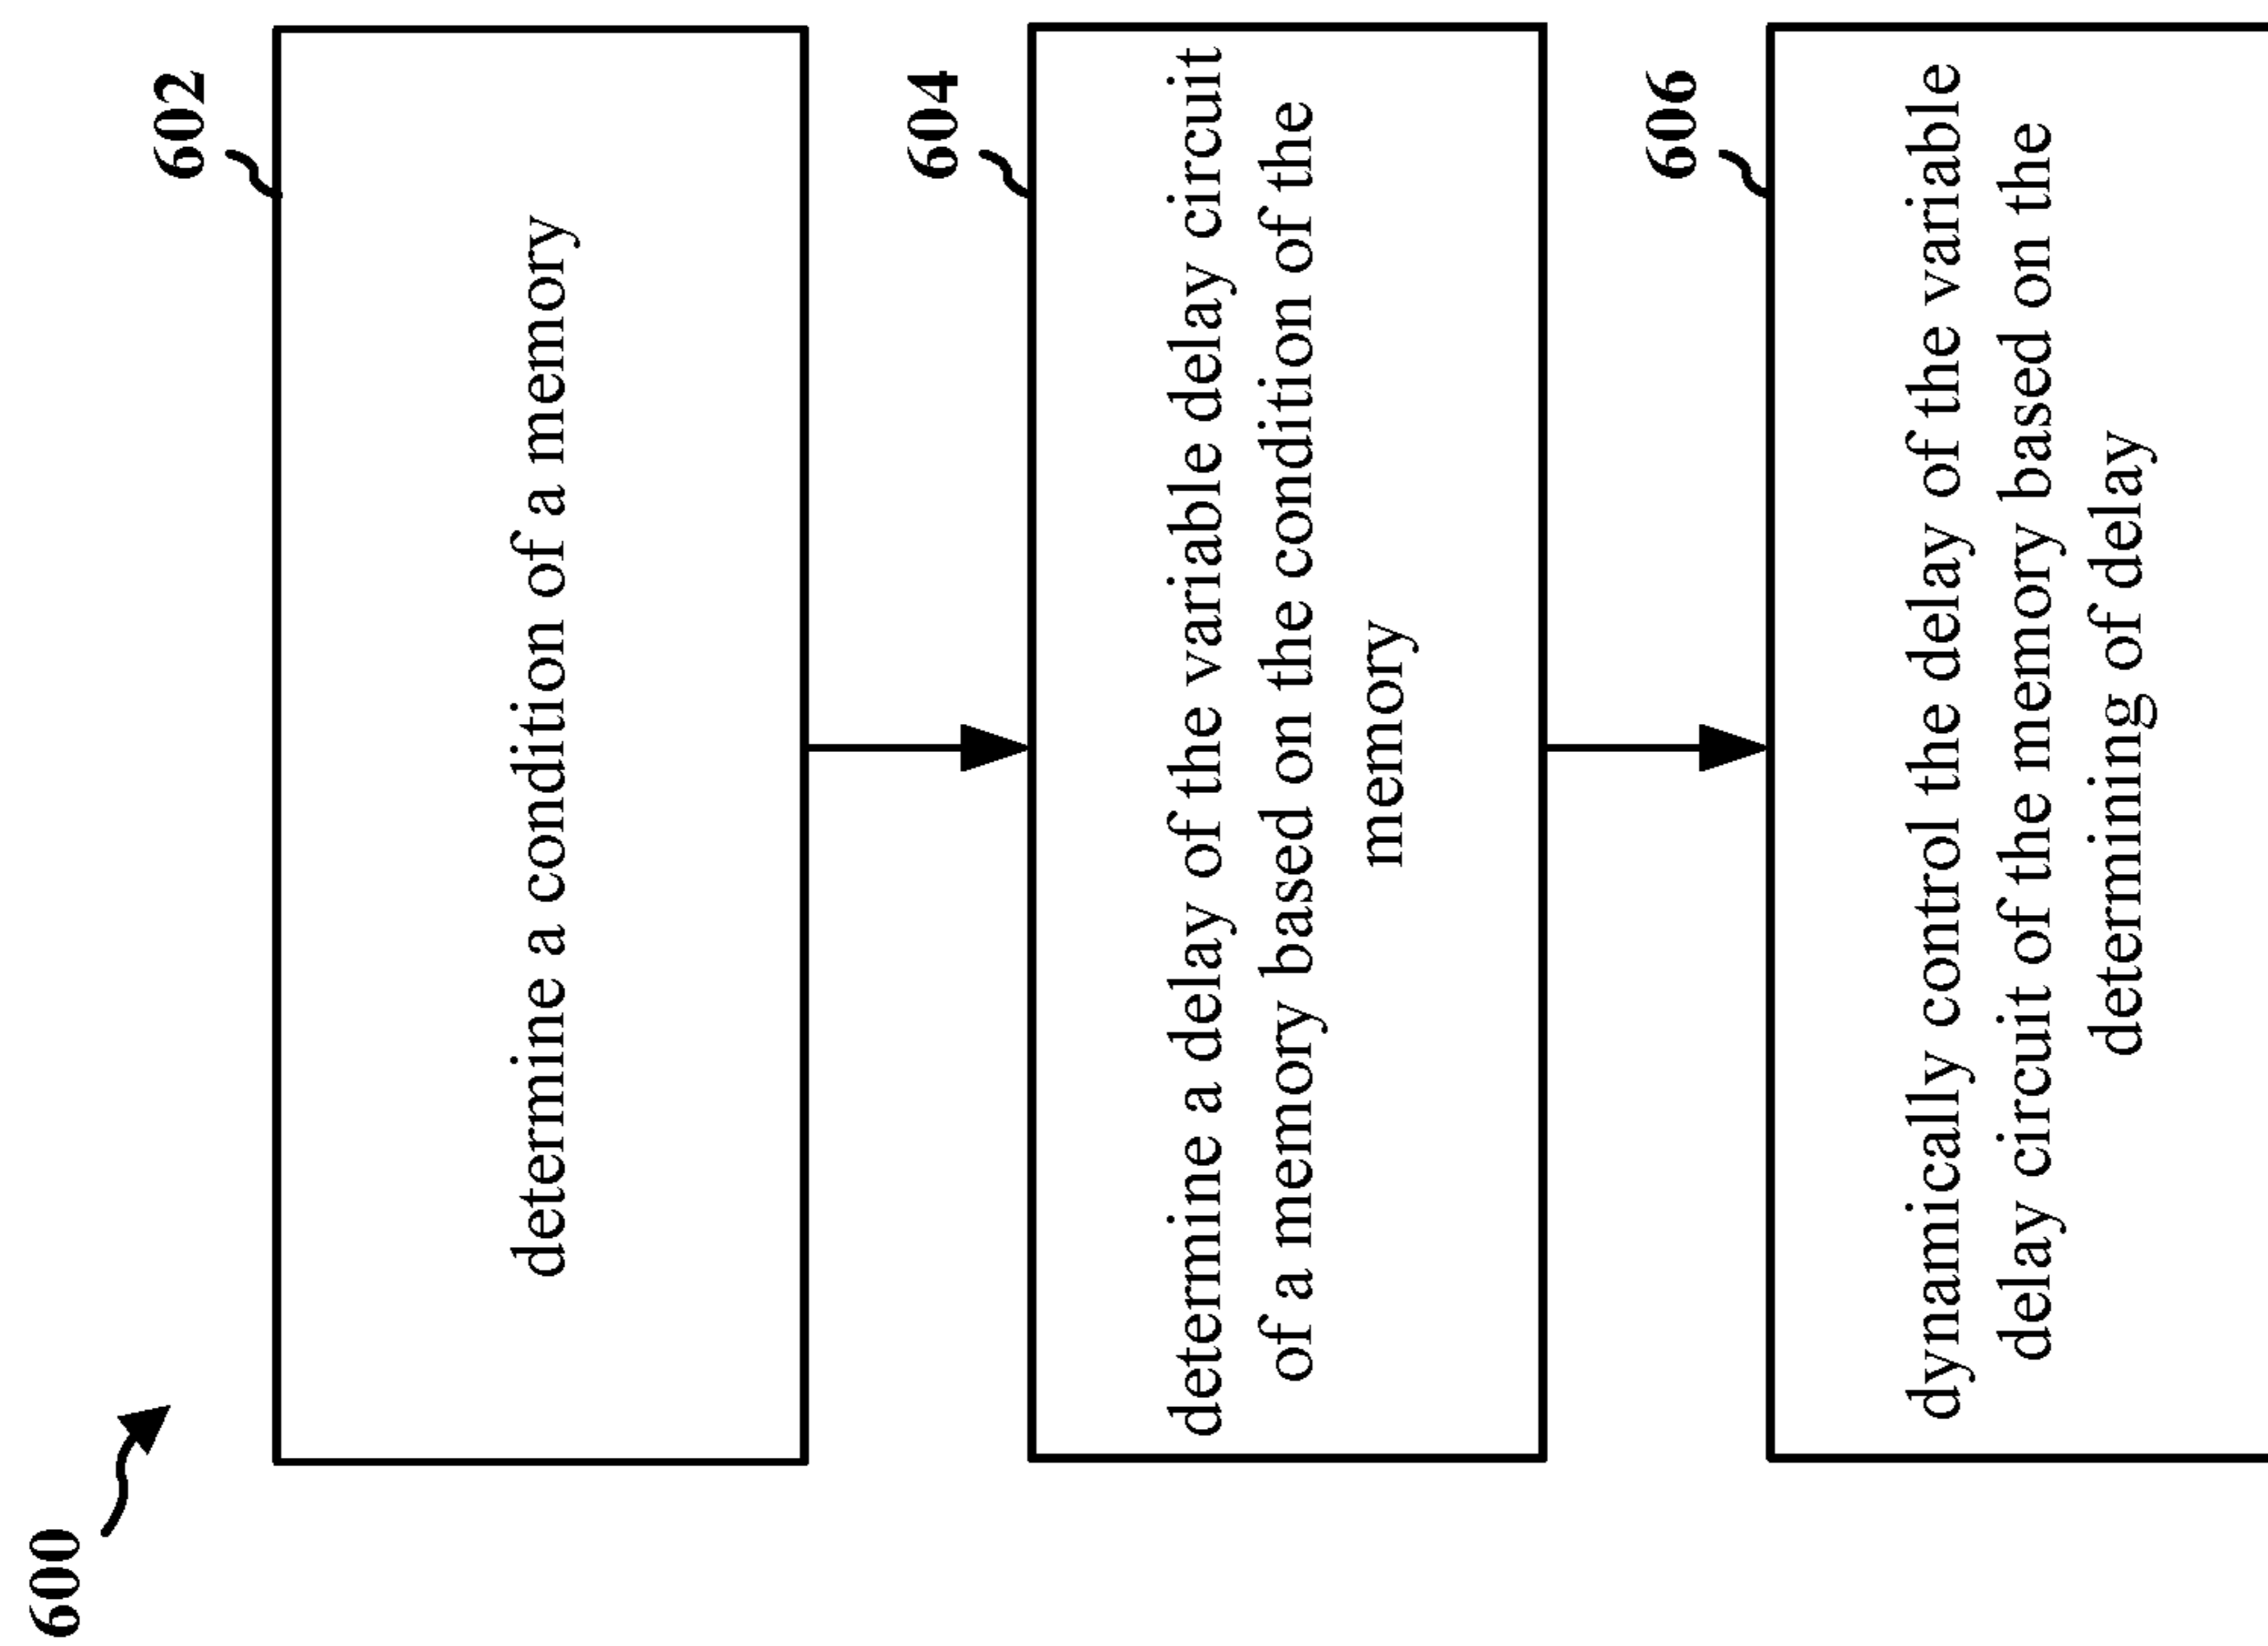 600
602
determine a condition of a memory
604
determine a delay of the variable delay circuit
of a memory based on the condition of the
memory
606
dynamically control the delay of the variable
delay circuit of the memory based on the
determining of delay